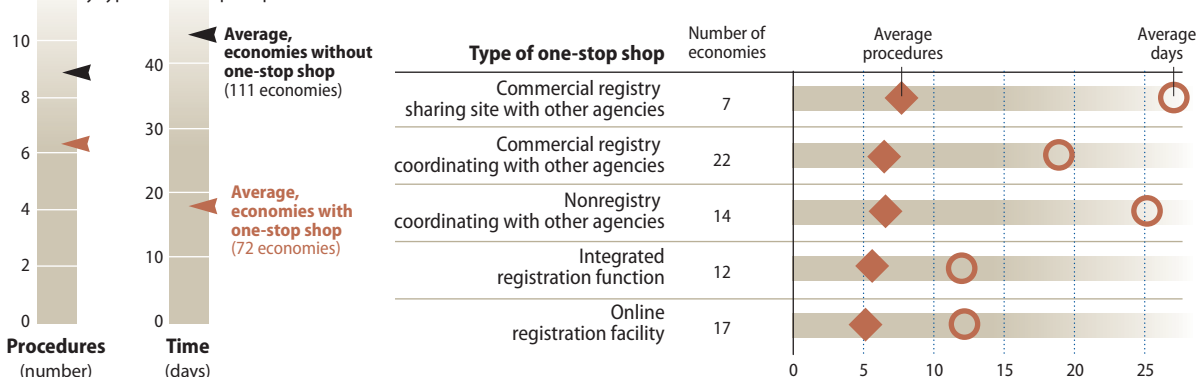 10
8
6
4
2
0
Procedures
(number)
40
30
20
10
0
Time
(days)
Average,
economies without
one-stop shop
(111 economies)
Average,
economies with
one-stop shop
(72 economies)
Type of one-stop shop
Number of
economies
Average
procedures
Average
days
Commercial registry
sharing site with other agencies
7
Commercial registry
coordinating with other agencies
22
Nonregistry
coordinating with other agencies
14
Integrated
registration function
12
Online
registration facility
17
0 5 10 15 20 25